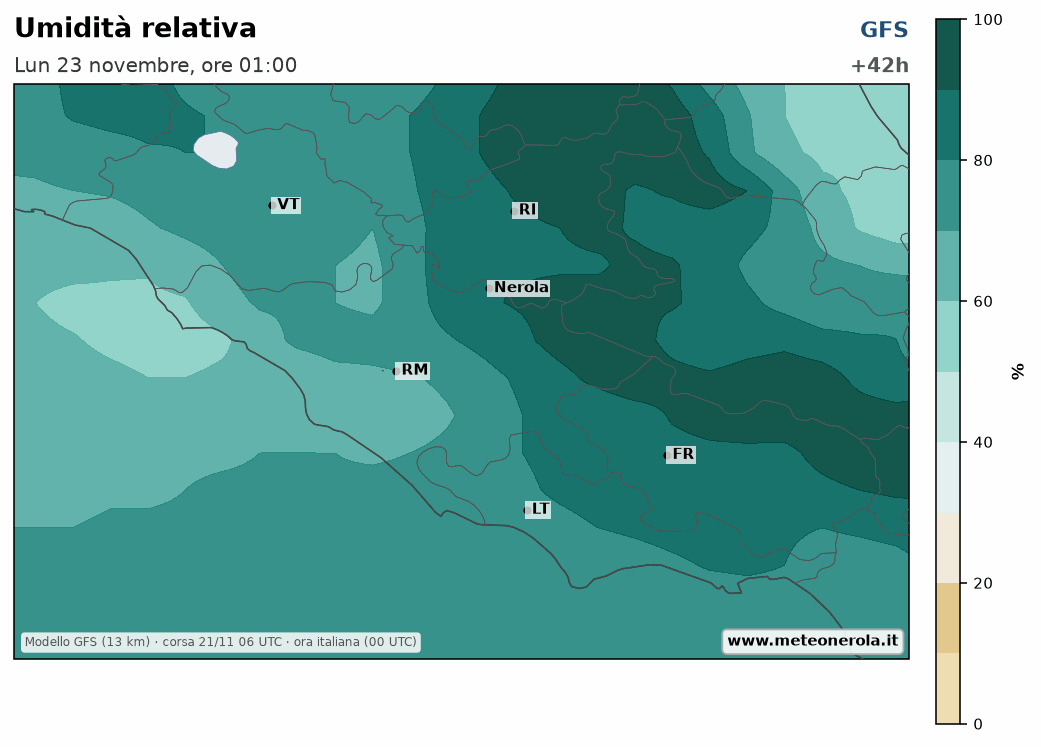 Umidità relativa
GFS
Lun 23 novembre, ore 01:00
+42h
100
80
60
40
20
0
%
VT
RI
Nerola
RM
FR
LT
Modello GFS (13 km) · corsa 21/11 06 UTC · ora italiana (00 UTC)
www.meteonerola.it